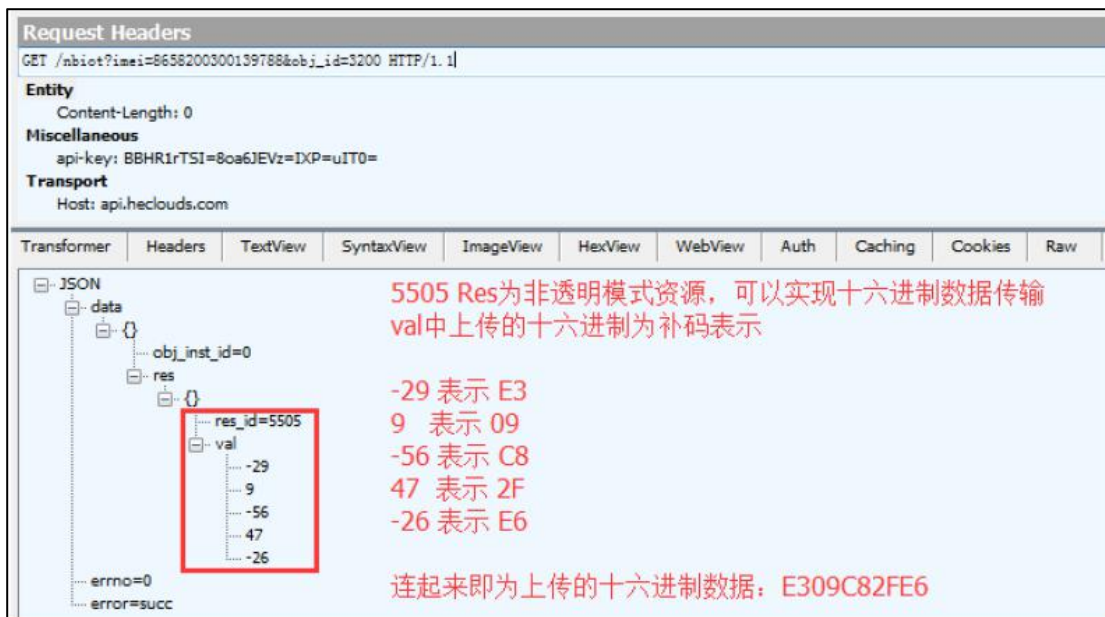 Request Headers
GET /nbiot?imei=8658200300139788&obj_id=3200 HTTP/1.1
Entity
Content-Length: 0
Miscellaneous
api-key: BBHR1rTSI=8oa6JEVz=IXP=uIT0=
Transport
Host: api.heclouds.com
Transformer Headers TextView SyntaxView ImageView HexView WebView Auth Caching Cookies Raw
JSON
data
{}
obj_inst_id=0
res
{}
res_id=5505
val
-29
9
-56
47
-26
errno=0
error=succ
5505 Res为非透明模式资源，可以实现十六进制数据传输
val中上传的十六进制为补码表示
-29 表示 E3
9 表示 09
-56 表示 C8
47 表示 2F
-26 表示 E6
连起来即为上传的十六进制数据：E309C82FE6